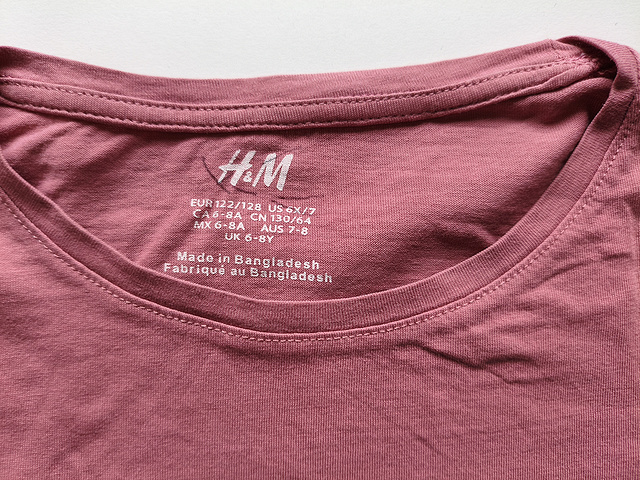 H&M
EUR 122/128 US 6X/7
CA 6-8A CN 130/64
MX 6-8A AUS 7-8
UK 6-8Y
Made in Bangladesh
Fabriqué au Bangladesh